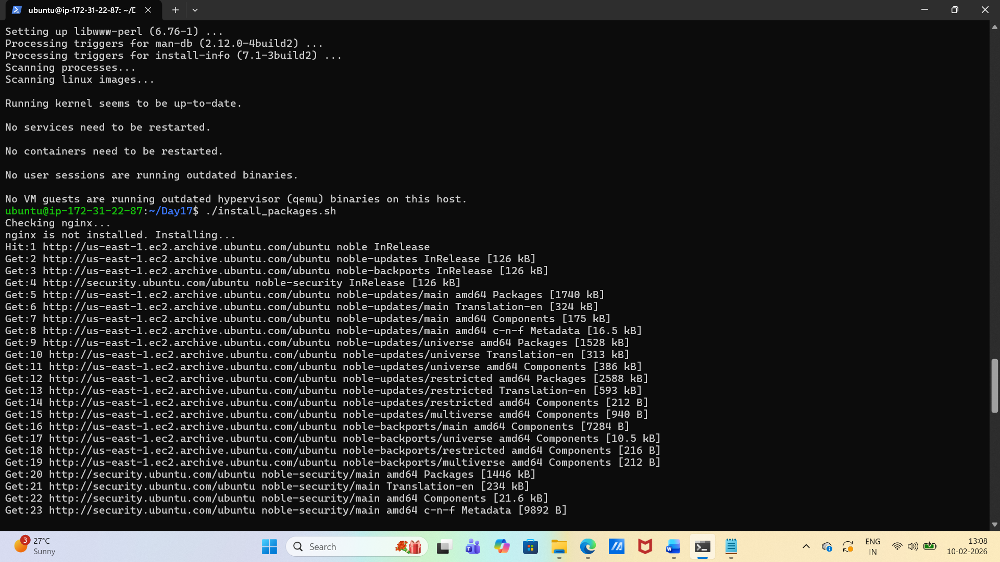 ubuntu@ip-172-31-22-87: ~/D
Setting up libwww-perl (6.76-1) ...
Processing triggers for man-db (2.12.0-4build2) ...
Processing triggers for install-info (7.1-3build2) ...
Scanning processes...
Scanning linux images...
Running kernel seems to be up-to-date.
No services need to be restarted.
No containers need to be restarted.
No user sessions are running outdated binaries.
No VM guests are running outdated hypervisor (qemu) binaries on this host.
ubuntu@ip-172-31-22-87:~/Day17$ ./install_packages.sh
Checking nginx...
nginx is not installed. Installing...
Hit:1 http://us-east-1.ec2.archive.ubuntu.com/ubuntu noble InRelease
Get:2 http://us-east-1.ec2.archive.ubuntu.com/ubuntu noble-updates InRelease [126 kB]
Get:3 http://us-east-1.ec2.archive.ubuntu.com/ubuntu noble-backports InRelease [126 kB]
Get:4 http://security.ubuntu.com/ubuntu noble-security InRelease [126 kB]
Get:5 http://us-east-1.ec2.archive.ubuntu.com/ubuntu noble-updates/main amd64 Packages [1740 kB]
Get:6 http://us-east-1.ec2.archive.ubuntu.com/ubuntu noble-updates/main Translation-en [324 kB]
Get:7 http://us-east-1.ec2.archive.ubuntu.com/ubuntu noble-updates/main amd64 Components [175 kB]
Get:8 http://us-east-1.ec2.archive.ubuntu.com/ubuntu noble-updates/main amd64 c-n-f Metadata [16.5 kB]
Get:9 http://us-east-1.ec2.archive.ubuntu.com/ubuntu noble-updates/universe amd64 Packages [1528 kB]
Get:10 http://us-east-1.ec2.archive.ubuntu.com/ubuntu noble-updates/universe Translation-en [313 kB]
Get:11 http://us-east-1.ec2.archive.ubuntu.com/ubuntu noble-updates/universe amd64 Components [386 kB]
Get:12 http://us-east-1.ec2.archive.ubuntu.com/ubuntu noble-updates/restricted amd64 Packages [2588 kB]
Get:13 http://us-east-1.ec2.archive.ubuntu.com/ubuntu noble-updates/restricted Translation-en [593 kB]
Get:14 http://us-east-1.ec2.archive.ubuntu.com/ubuntu noble-updates/restricted amd64 Components [212 B]
Get:15 http://us-east-1.ec2.archive.ubuntu.com/ubuntu noble-updates/multiverse amd64 Components [940 B]
Get:16 http://us-east-1.ec2.archive.ubuntu.com/ubuntu noble-backports/main amd64 Components [7284 B]
Get:17 http://us-east-1.ec2.archive.ubuntu.com/ubuntu noble-backports/universe amd64 Components [10.5 kB]
Get:18 http://us-east-1.ec2.archive.ubuntu.com/ubuntu noble-backports/restricted amd64 Components [216 B]
Get:19 http://us-east-1.ec2.archive.ubuntu.com/ubuntu noble-backports/multiverse amd64 Components [212 B]
Get:20 http://security.ubuntu.com/ubuntu noble-security/main amd64 Packages [1446 kB]
Get:21 http://security.ubuntu.com/ubuntu noble-security/main Translation-en [234 kB]
Get:22 http://security.ubuntu.com/ubuntu noble-security/main amd64 Components [21.6 kB]
Get:23 http://security.ubuntu.com/ubuntu noble-security/main amd64 c-n-f Metadata [9892 B]
3
27°C
Sunny
Search
ENG
IN
13:08
10-02-2026